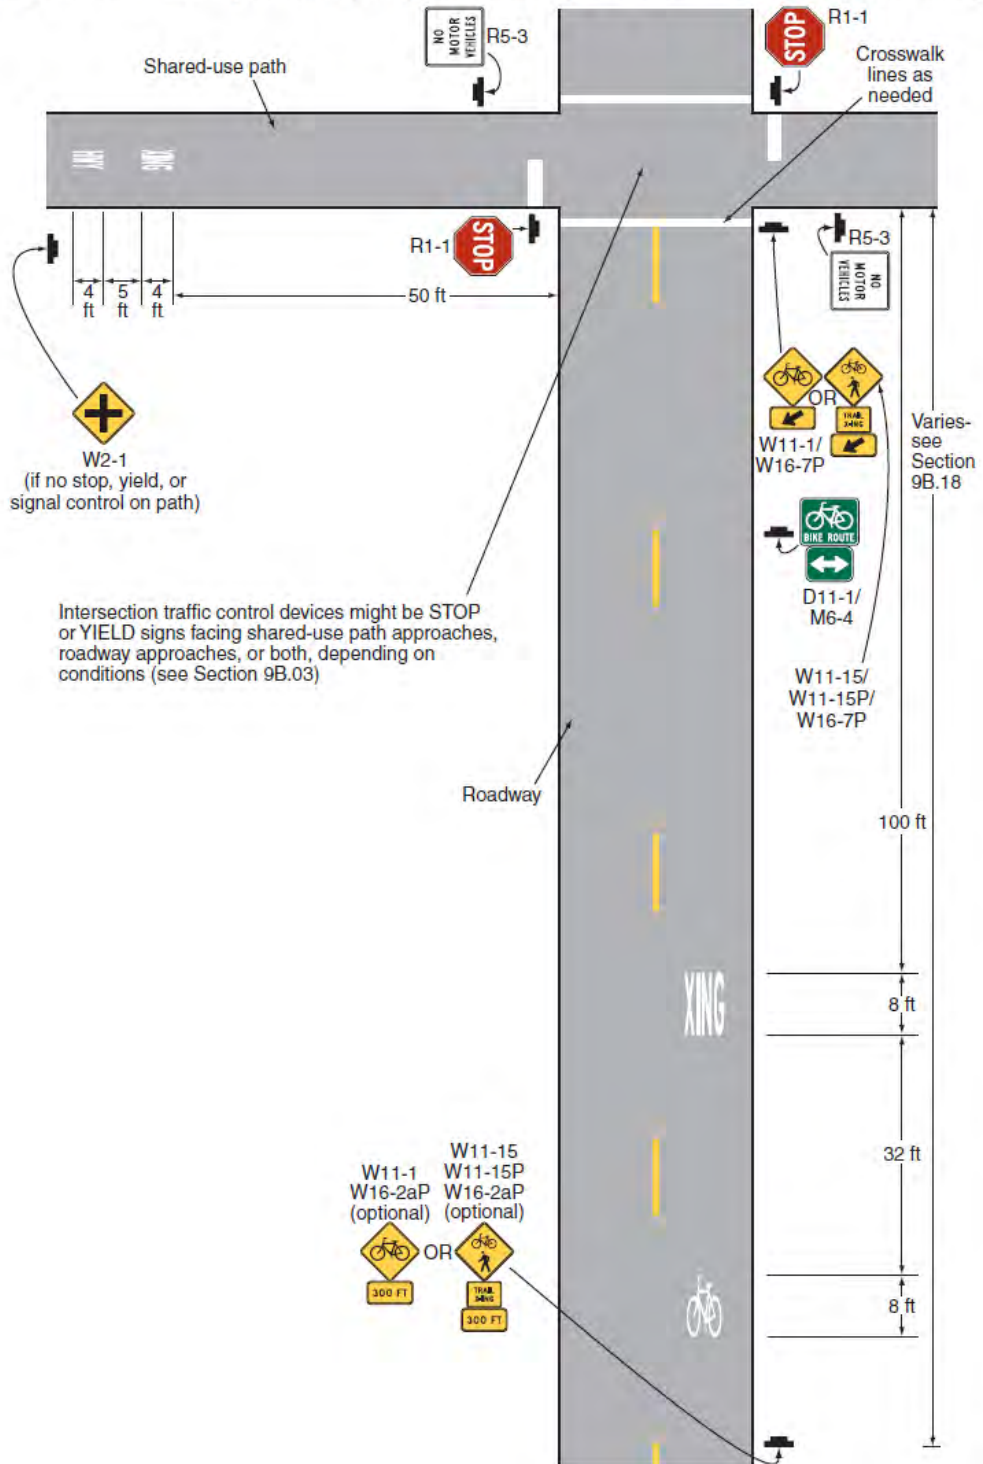 NO
MOTOR
VEHICLES
R5-3
STOP
R1-1
Shared-use path
Crosswalk
lines as
needed
HWY
XING
R1-1
STOP
R5-3
NO
MOTOR
VEHICLES
4
ft
5
ft
4
ft
50 ft
W2-1
(if no stop, yield, or
signal control on path)
OR
TRAIL
X-ING
W11-1/
W16-7P
Varies-
see
Section
9B.18
BIKE ROUTE
D11-1/
M6-4
Intersection traffic control devices might be STOP
or YIELD signs facing shared-use path approaches,
roadway approaches, or both, depending on
conditions (see Section 9B.03)
W11-15/
W11-15P/
W16-7P
Roadway
100 ft
XING
8 ft
32 ft
W11-1
W16-2aP
(optional)
W11-15
W11-15P
W16-2aP
(optional)
OR
300 FT
TRAIL
X-ING
300 FT
8 ft